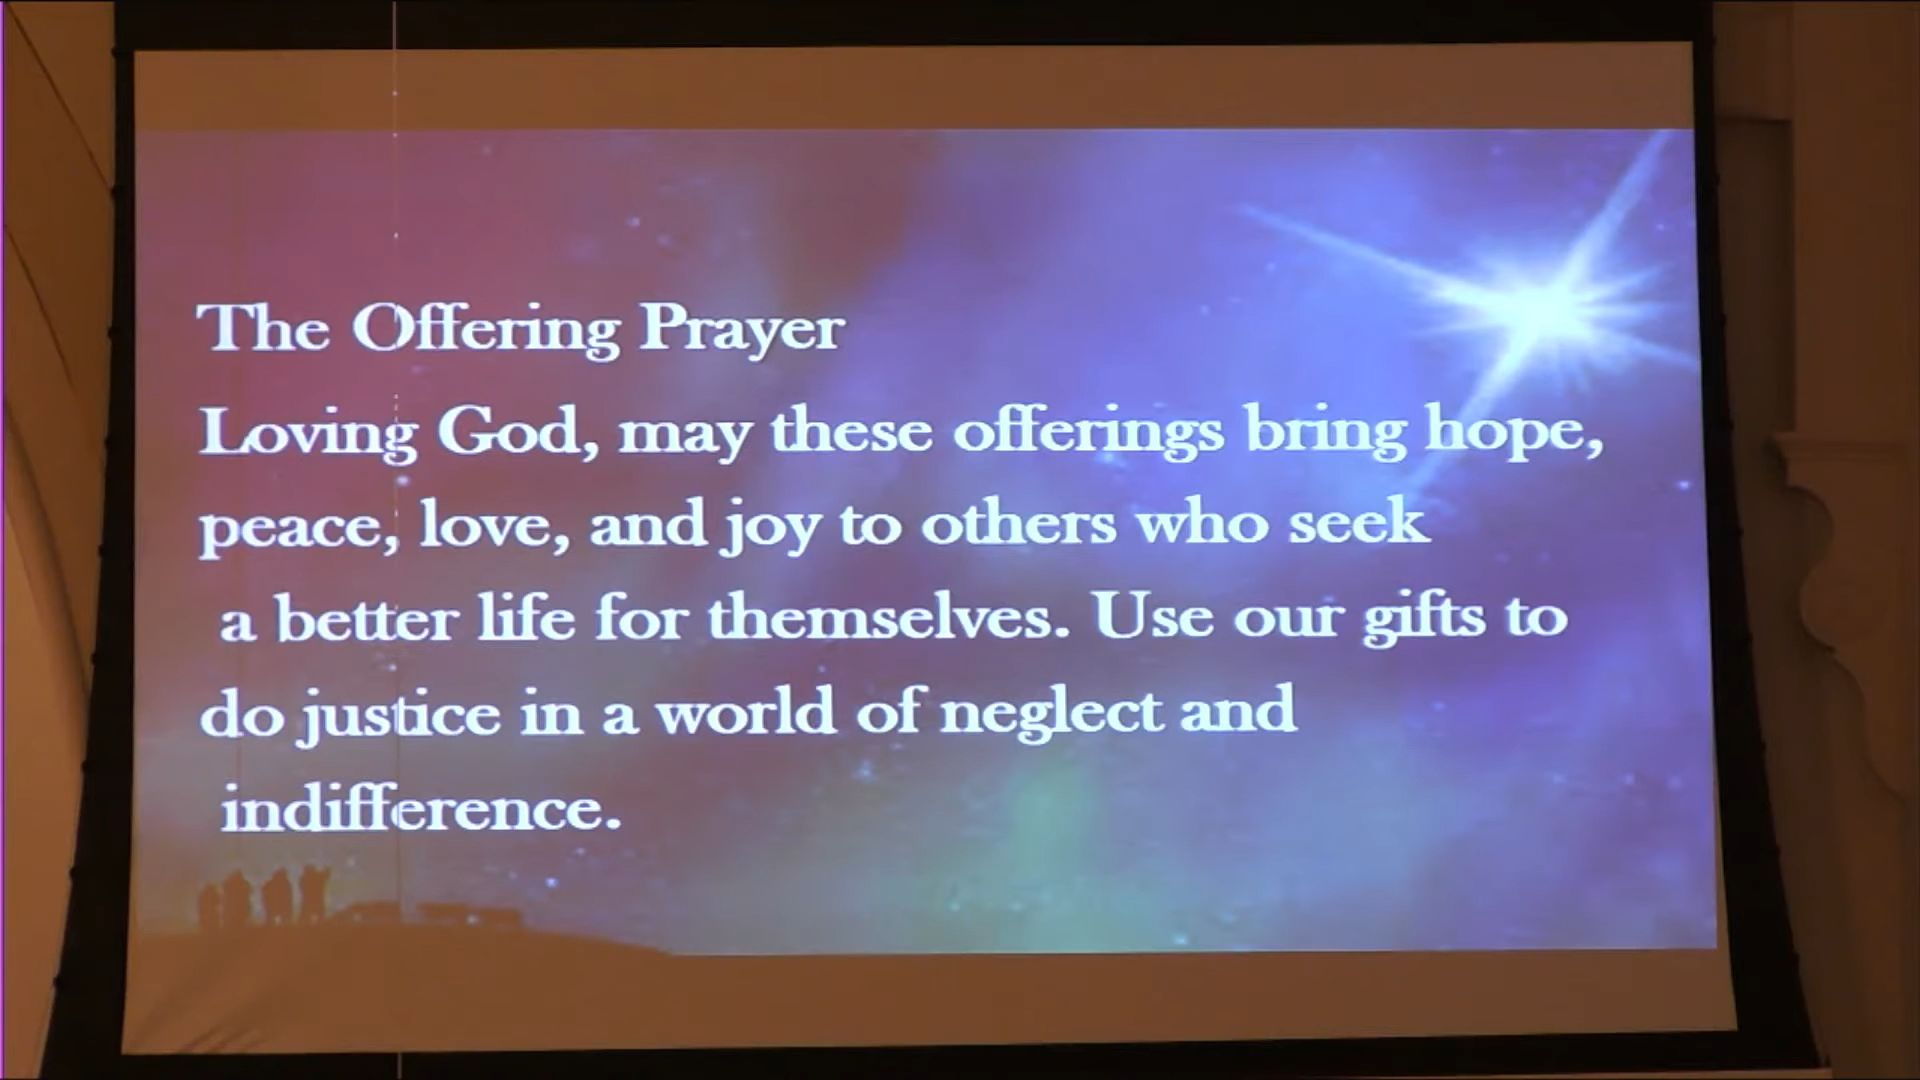 The Offering Prayer
Loving God, may these offerings bring hope,
peace, love, and joy to others who seek
a better life for themselves. Use our gifts to
do justice in a world of neglect and
indifference.